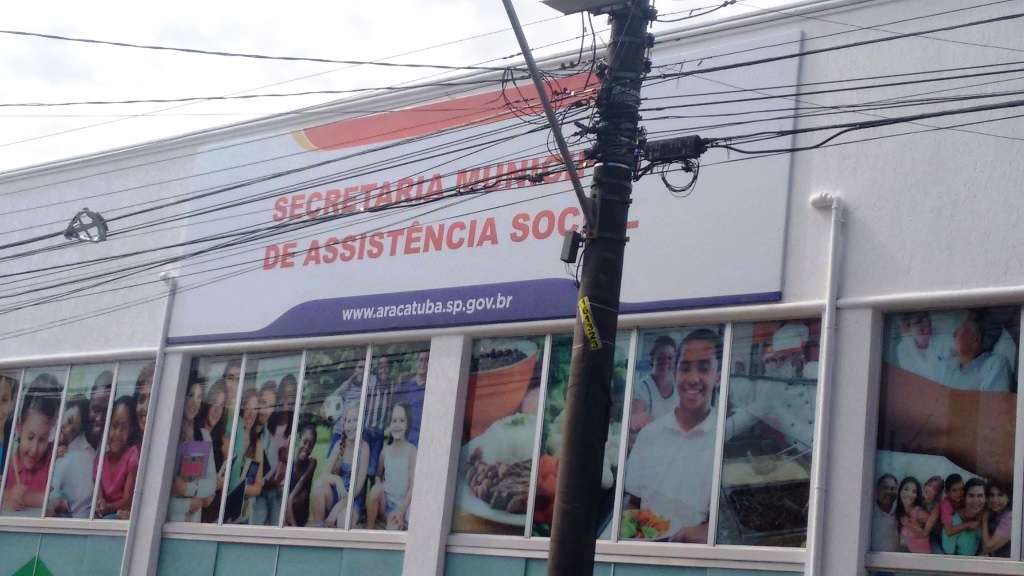 SECRETARIA
DE ASSISTÊNCIA
www.aracatuba.sp.gov.br